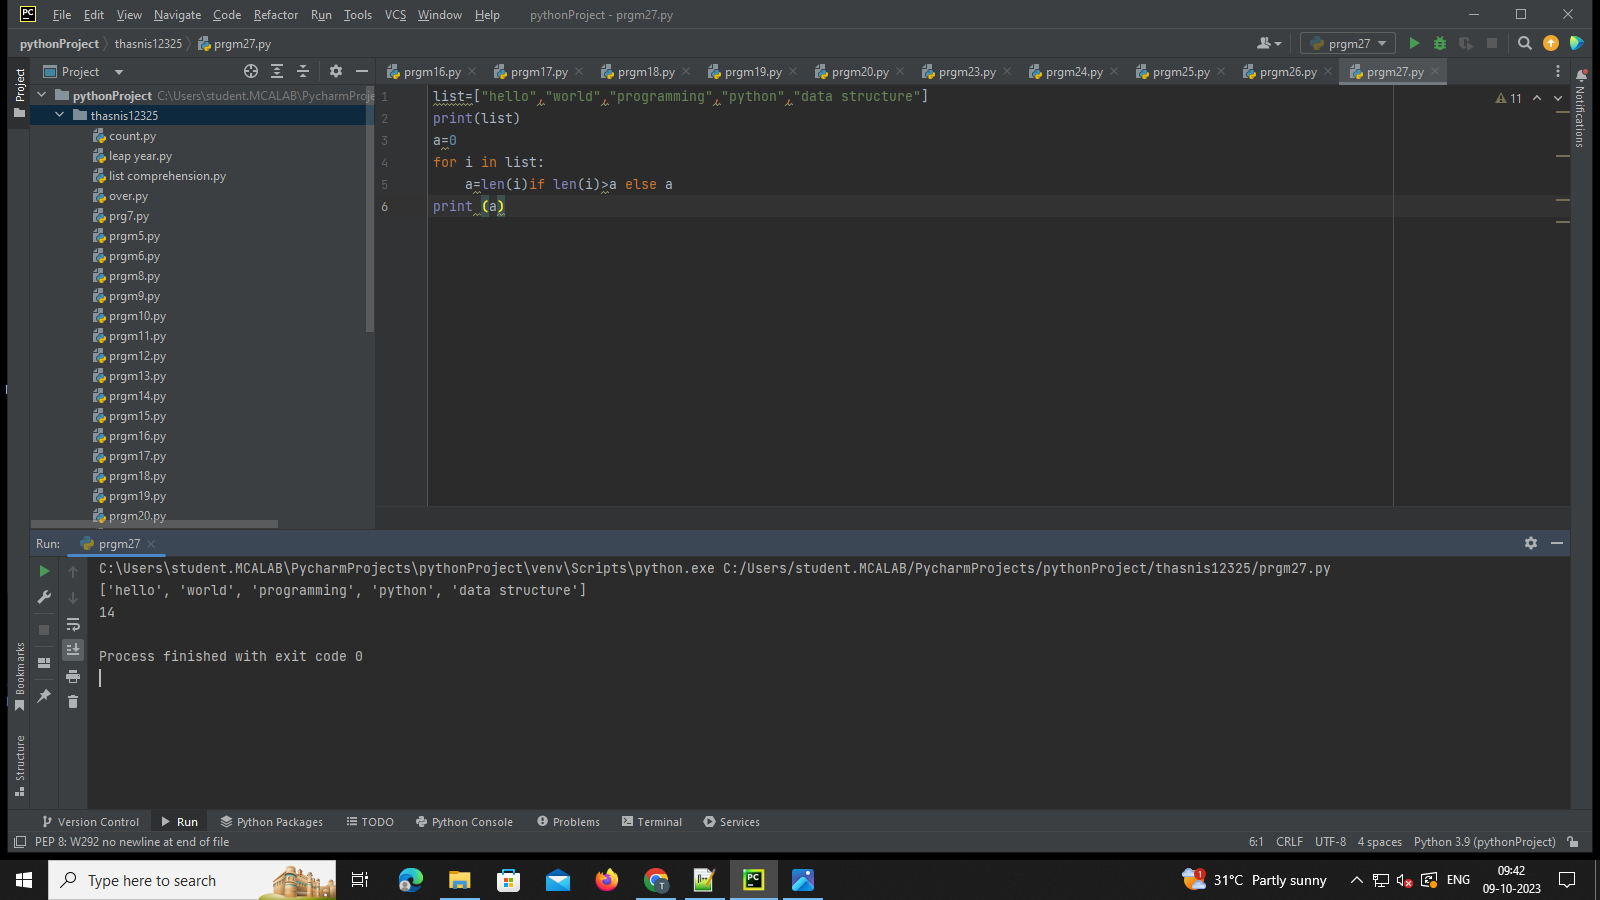 PC File Edit View Navigate Code Refactor Run Tools VCS Window Help pythonProject - prgm27.py
pythonProject thasnis12325 prgm27.py prgm27
Project prgm16.py prgm17.py prgm18.py prgm19.py prgm20.py prgm23.py prgm24.py prgm25.py prgm26.py prgm27.py
Project
Notifications
pythonProject C:\Users\student.MCALAB\PycharmProje
thasnis12325
count.py
leap year.py
list comprehension.py
over.py
prg7.py
prgm5.py
prgm6.py
prgm8.py
prgm9.py
prgm10.py
prgm11.py
prgm12.py
prgm13.py
prgm14.py
prgm15.py
prgm16.py
prgm17.py
prgm18.py
prgm19.py
prgm20.py
1 list=["hello","world","programming","python","data structure"]
2 print(list)
3 a=0
4 for i in list:
5     a=len(i)if len(i)>a else a
6 print (a)
11
Run: prgm27
C:\Users\student.MCALAB\PycharmProjects\pythonProject\venv\Scripts\python.exe C:/Users/student.MCALAB/PycharmProjects/pythonProject/thasnis12325/prgm27.py
['hello', 'world', 'programming', 'python', 'data structure']
14
Process finished with exit code 0
Bookmarks
Structure
Version Control Run Python Packages TODO Python Console Problems Terminal Services
PEP 8: W292 no newline at end of file 6:1 CRLF UTF-8 4 spaces Python 3.9 (pythonProject)
Type here to search T PC 1 31°C Partly sunny ENG 09:42
09-10-2023